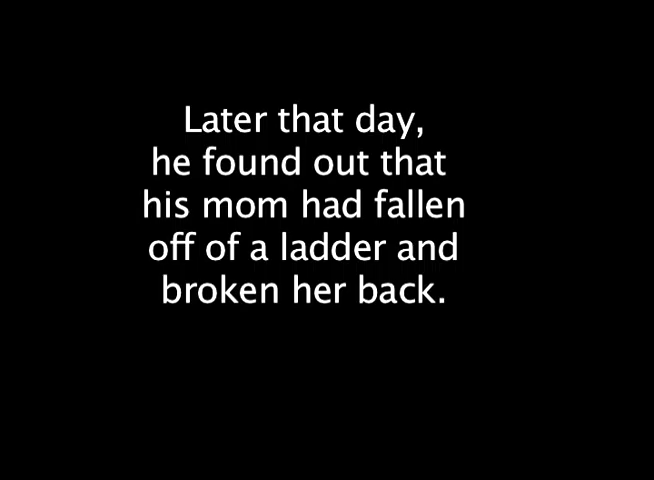 Later that day,
he found out that
his mom had fallen
off of a ladder and
broken her back.